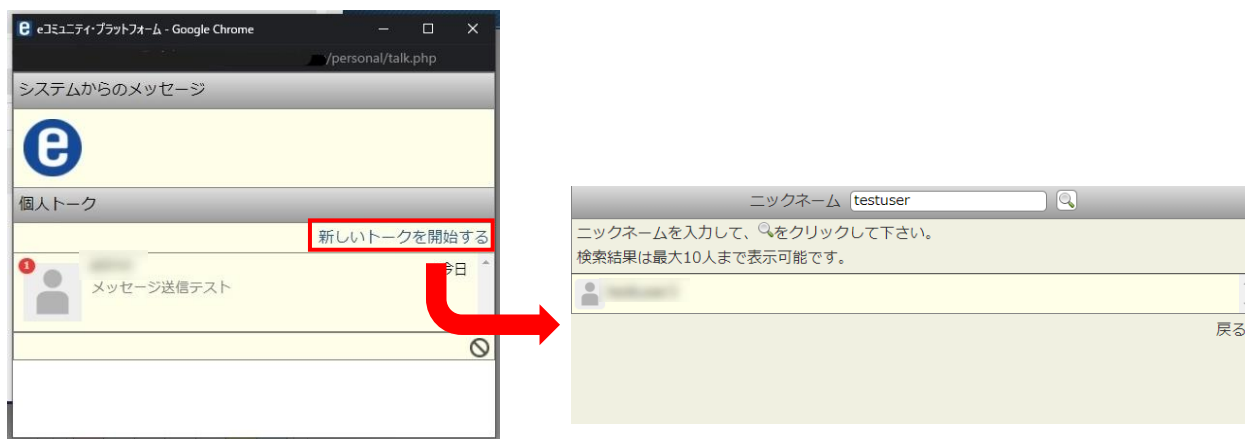 eコミュニティ・プラットフォーム - Google Chrome
/personal/talk.php
システムからのメッセージ
e
個人トーク
新しいトークを開始する
1
今日
メッセージ送信テスト
ニックネーム testuser
ニックネームを入力して、をクリックして下さい。
検索結果は最大10人まで表示可能です。
戻る